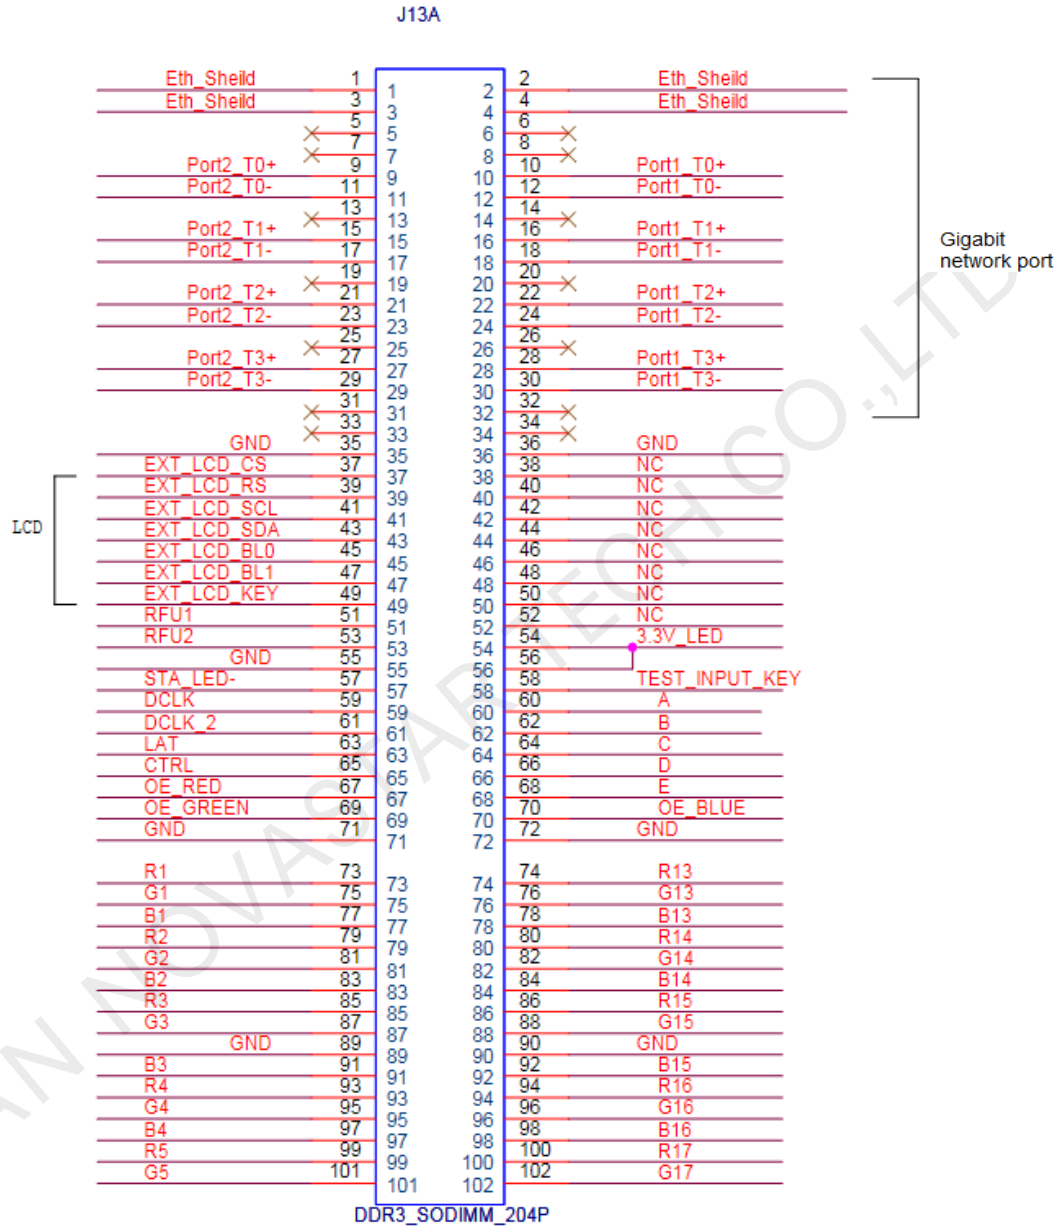 J13A
Eth_Sheild 1 1 2 2 Eth_Sheild
Eth_Sheild 3 3 4 4 Eth_Sheild
5 5 6 6
7 7 8 8
Port2_T0+ 9 9 10 10 Port1_T0+
Port2_T0- 11 11 12 12 Port1_T0-
13 13 14 14
Port2_T1+ 15 15 16 16 Port1_T1+
Port2_T1- 17 17 18 18 Port1_T1-
19 19 20 20
Port2_T2+ 21 21 22 22 Port1_T2+
Port2_T2- 23 23 24 24 Port1_T2-
25 25 26 26
Port2_T3+ 27 27 28 28 Port1_T3+
Port2_T3- 29 29 30 30 Port1_T3-
31 31 32 32
33 33 34 34
GND 35 35 36 36 GND
EXT_LCD_CS 37 37 38 38 NC
EXT_LCD_RS 39 39 40 40 NC
EXT_LCD_SCL 41 41 42 42 NC
EXT_LCD_SDA 43 43 44 44 NC
EXT_LCD_BL0 45 45 46 46 NC
EXT_LCD_BL1 47 47 48 48 NC
EXT_LCD_KEY 49 49 50 50 NC
RFU1 51 51 52 52 NC
RFU2 53 53 54 54 3.3V_LED
GND 55 55 56 56
STA_LED- 57 57 58 58 TEST_INPUT_KEY
DCLK 59 59 60 60 A
DCLK_2 61 61 62 62 B
LAT 63 63 64 64 C
CTRL 65 65 66 66 D
OE_RED 67 67 68 68 E
OE_GREEN 69 69 70 70 OE_BLUE
GND 71 71 72 72 GND
R1 73 73 74 74 R13
G1 75 75 76 76 G13
B1 77 77 78 78 B13
R2 79 79 80 80 R14
G2 81 81 82 82 G14
B2 83 83 84 84 B14
R3 85 85 86 86 R15
G3 87 87 88 88 G15
GND 89 89 90 90 GND
B3 91 91 92 92 B15
R4 93 93 94 94 R16
G4 95 95 96 96 G16
B4 97 97 98 98 B16
R5 99 99 100 100 R17
G5 101 101 102 102 G17
DDR3_SODIMM_204P
LCD
Gigabit
network port
AN NOVASTAR TECH CO.,LTD